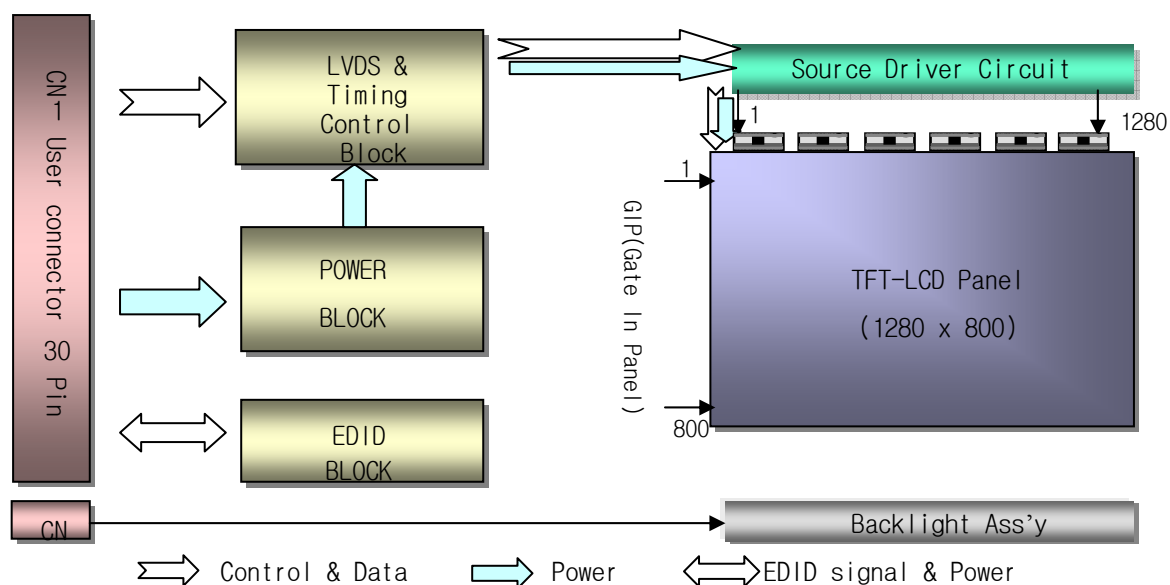 CN-1 User connector 30 Pin
LVDS &
Timing
Control
Block
POWER
BLOCK
EDID
BLOCK
Source Driver Circuit
1
1280
1
GIP(Gate In Panel)
800
TFT-LCD Panel
(1280 x 800)
CN
Backlight Ass'y
Control & Data
Power
EDID signal & Power